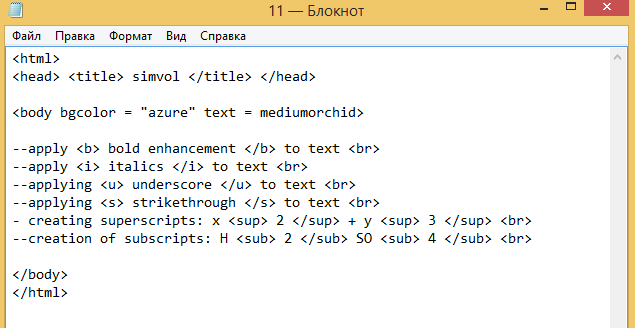 11 — Блокнот
Файл Правка Формат Вид Справка
<html>
<head> <title> simvol </title> </head>
<body bgcolor = "azure" text = mediumorchid>
--apply <b> bold enhancement </b> to text <br>
--apply <i> italics </i> to text <br>
--applying <u> underscore </u> to text <br>
--applying <s> strikethrough </s> to text <br>
- creating superscripts: x <sup> 2 </sup> + y <sup> 3 </sup> <br>
--creation of subscripts: H <sub> 2 </sub> SO <sub> 4 </sub> <br>
</body>
</html>